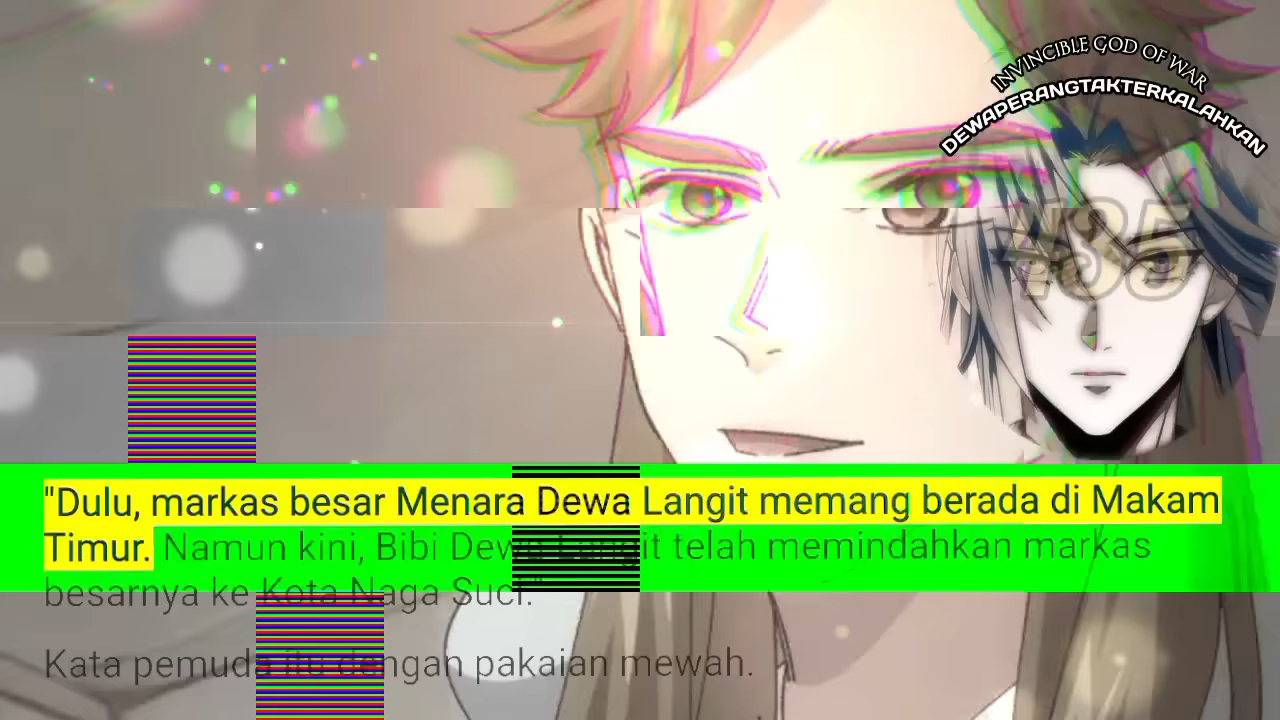 INVINCIBLE GOD OF WAR
DEWAPERANGTAKTERKALAHKAN
"Dulu, markas besar Menara Dewa Langit memang berada di Makam
Timur. Namun kini, Bibi Dewa Langit telah memindahkan markas
besarnya ke Kota Naga Suci."
Kata pemuda itu dengan pakaian mewah.